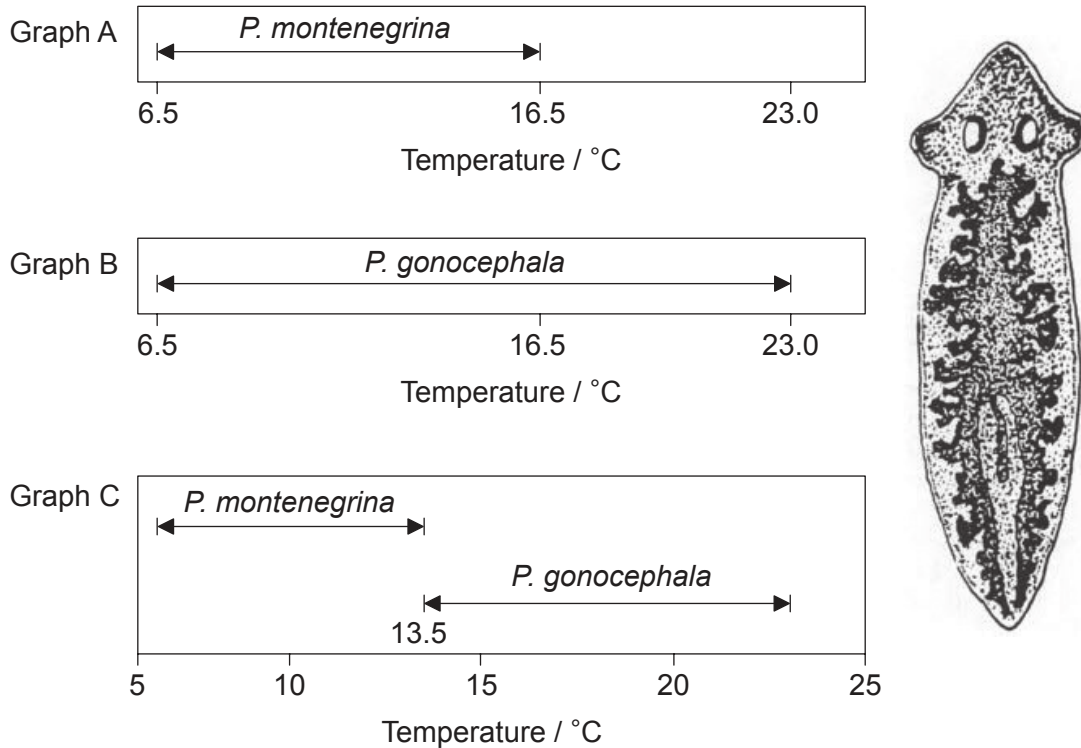 Graph A
P. montenegrina
6.5 16.5 23.0
Temperature / °C
Graph B
P. gonocephala
6.5 16.5 23.0
Temperature / °C
Graph C
P. montenegrina
P. gonocephala
13.5
5 10 15 20 25
Temperature / °C